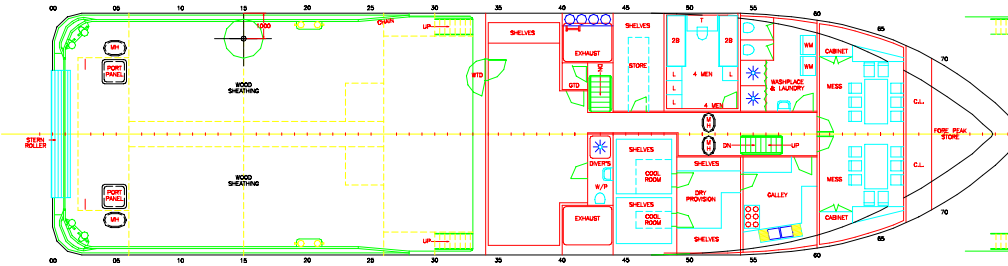 00 05 10 15 20 25 30 35 40 45 50 55 60
65
70
1000
CHAIN
UP
MH
PORT
PANEL
WOOD
SHEATHING
WTD
SHELVES
EXHAUST
DN
GTD
SHELVES
STORE
2B
T
2B
L
L
4 MEN
L
L
4 MEN
WM
WM
WASHPLACE
& LAUNDRY
CABINET
MESS
C.L.
STERN
ROLLER
MH
MH
DN
UP
FORE PEAK
STORE
WOOD
SHEATHING
PORT
PANEL
MH
UP
DIVER'S
W/P
EXHAUST
SHELVES
COOL
ROOM
SHELVES
COOL
ROOM
SHELVES
DRY
PROVISION
SHELVES
GALLEY
MESS
CABINET
C.L.
70
65
00 05 10 15 20 25 30 35 40 45 50 55 60